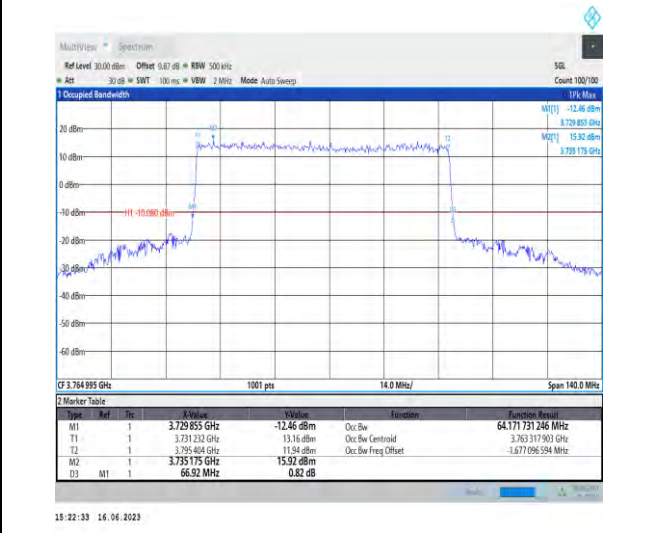 MultiView Spectrum
Ref Level 30.00 dBm Offset 9.87 dB RBW 500 kHz SGL
Att 30 dB SWT 100 ms VBW 2 MHz Mode Auto Sweep Count 100/100
1 Occupied Bandwidth 1Pk Max
M1[1] -12.46 dBm
3.729 855 GHz
M2[1] 15.92 dBm
3.735 175 GHz
20 dBm
10 dBm
0 dBm
-10 dBm H1 -10.080 dBm
-20 dBm
-30 dBm
-40 dBm
-50 dBm
-60 dBm
CF 3.764 995 GHz 1001 pts 14.0 MHz/ Span 140.0 MHz
2 Marker Table
Type Ref Trc X-Value Y-Value Function Function Result
M1 1 3.729 855 GHz -12.46 dBm Occ Bw 64.171 731 246 MHz
T1 1 3.731 232 GHz 13.16 dBm Occ Bw Centroid 3.763 317 903 GHz
T2 1 3.795 404 GHz 11.94 dBm Occ Bw Freq Offset -1.677 096 594 MHz
M2 1 3.735 175 GHz 15.92 dBm
D3 M1 1 66.92 MHz 0.82 dB
15:22:33 16.06.2023